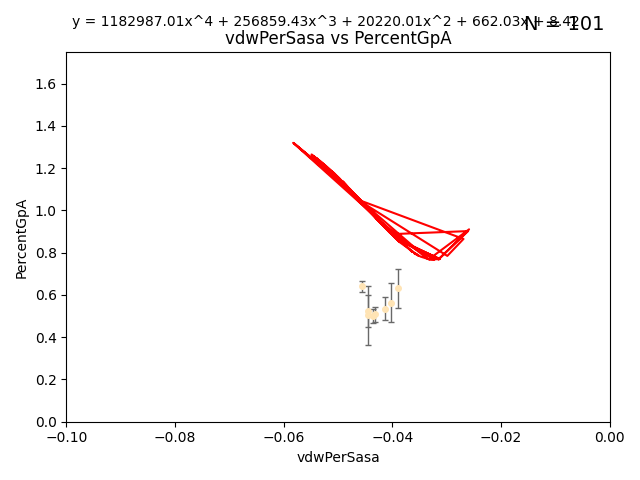 y = 1182987.01x^4 + 256859.43x^3 + 20220.01x^2 + 662.03x + 8.42
N = 101
vdwPerSasa vs PercentGpA
PercentGpA
1.6
1.4
1.2
1.0
0.8
0.6
0.4
0.2
0.0
−0.10 −0.08 −0.06 −0.04 −0.02 0.00
vdwPerSasa